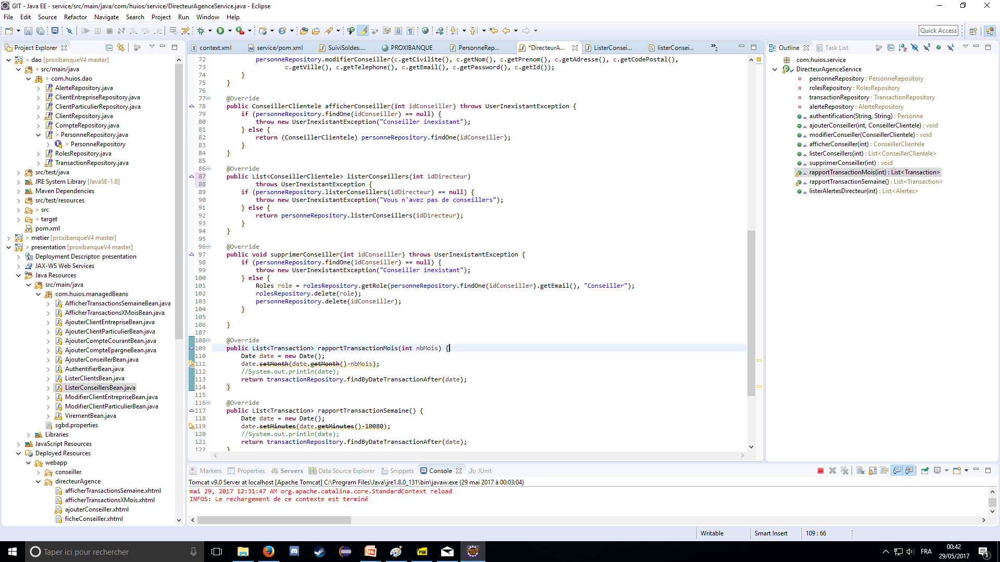 GIT - Java EE - service/src/main/java/com/huios/service/DirecteurAgenceService.java - Eclipse
File Edit Source Refactor Navigate Search Project Run Window Help
Quick Access
Project Explorer
dao [proxibanqueV4 master]
> src/main/java
> com.huios.dao
AlerteRepository.java
ClientEntrepriseRepository.java
ClientParticulierRepository.java
ClientRepository.java
CompteRepository.java
> PersonneRepository.java
> PersonneRepository
RolesRepository.java
TransactionRepository.java
src/test/java
JRE System Library [JavaSE-1.8]
Maven Dependencies
src/test/resources
> src
> target
pom.xml
> metier [proxibanqueV4 master]
> presentation [proxibanqueV4 master]
Deployment Descriptor: presentation
JAX-WS Web Services
Java Resources
src/main/java
com.huios.managedBeans
AfficherTransactionsSemaineBean.java
AfficherTransactionsXMoisBean.java
AjouterClientEntrepriseBean.java
AjouterClientParticulierBean.java
AjouterCompteCourantBean.java
AjouterCompteEpargneBean.java
AjouterConseillerBean.java
AuthentifierBean.java
ListerClientsBean.java
ListerConseillersBean.java
ModifierClientEntrepriseBean.java
ModifierClientParticulierBean.java
VirementBean.java
sgbd.properties
Libraries
JavaScript Resources
Deployed Resources
webapp
conseiller
directeurAgence
afficherTransactionsSemaine.xhtml
afficherTransactionsXMois.xhtml
ajouterConseiller.xhtml
ficheConseiller.xhtml
context.xml service/pom.xml SuiviSoldes.... PROXIBANQUE PersonneRep... *DirecteurA... ListerConsei... listerConsei... »2
72 personneRepository.modifierConseiller(c.getCivilite(), c.getNom(), c.getPrenom(), c.getAdresse(), c.getCodePostal(),
73 c.getVille(), c.getTelephone(), c.getEmail(), c.getPassword(), c.getId());
74 }
75 }
76
77 @Override
78 public ConseillerClientele afficherConseiller(int idConseiller) throws UserInexistantException {
79 if (personneRepository.findOne(idConseiller) == null) {
80 throw new UserInexistantException("Conseiller inexistant");
81 } else {
82 return (ConseillerClientele) personneRepository.findOne(idConseiller);
83 }
84 }
85
86 @Override
87 public List<ConseillerClientele> listerConseillers(int idDirecteur)
88 throws UserInexistantException {
89 if (personneRepository.listerConseillers(idDirecteur) == null) {
90 throw new UserInexistantException("Vous n'avez pas de conseillers");
91 } else {
92 return personneRepository.listerConseillers(idDirecteur);
93 }
94 }
95
96 @Override
97 public void supprimerConseiller(int idConseiller) throws UserInexistantException {
98 if (personneRepository.findOne(idConseiller) == null) {
99 throw new UserInexistantException("Conseiller inexistant");
100 } else {
101 Roles role = rolesRepository.getRole(personneRepository.findOne(idConseiller).getEmail(), "Conseiller");
102 rolesRepository.delete(role);
103 personneRepository.delete(idConseiller);
104 }
105
106 }
107
108 @Override
109 public List<Transaction> rapportTransactionMois(int nbMois) {
110 Date date = new Date();
111 date.setMonth(date.getMonth()-nbMois);
112 //System.out.println(date);
113 return transactionRepository.findByDateTransactionAfter(date);
114 }
115
116 @Override
117 public List<Transaction> rapportTransactionSemaine() {
118 Date date = new Date();
119 date.setMinutes(date.getMinutes()-10080);
120 //System.out.println(date);
121 return transactionRepository.findByDateTransactionAfter(date);
122 }
Outline Task List
com.huios.service
DirecteurAgenceService
personneRepository : PersonneRepository
rolesRepository : RolesRepository
transactionRepository : TransactionRepository
alerteRepository : AlerteRepository
authentification(String, String) : Personne
ajouterConseiller(int, ConseillerClientele) : void
modifierConseiller(ConseillerClientele) : void
afficherConseiller(int) : ConseillerClientele
listerConseillers(int) : List<ConseillerClientele>
supprimerConseiller(int) : void
rapportTransactionMois(int) : List<Transaction>
rapportTransactionSemaine() : List<Transaction>
listerAlertesDirecteur(int) : List<Alertes>
Markers Properties Servers Data Source Explorer Snippets Console JUnit
Tomcat v9.0 Server at localhost [Apache Tomcat] C:\Program Files\Java\jre1.8.0_131\bin\javaw.exe (29 mai 2017 à 00:03:04)
mai 29, 2017 12:31:47 AM org.apache.catalina.core.StandardContext reload
INFOS: Le rechargement de ce contexte est terminé
Writable Smart Insert 109 : 66
Taper ici pour rechercher
FRA
00:42
29/05/2017
1